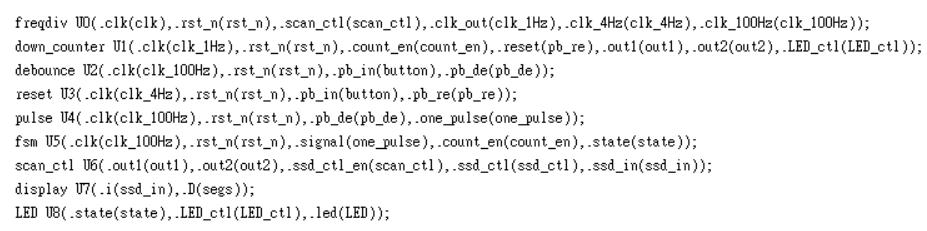 freqdiv U0(.clk(clk),.rst_n(rst_n),.scan_ctl(scan_ctl),.clk_out(clk_1Hz),.clk_4Hz(clk_4Hz),.clk_100Hz(clk_100Hz));
down_counter U1(.clk(clk_1Hz),.rst_n(rst_n),.count_en(count_en),.reset(pb_re),.out1(out1),.out2(out2),.LED_ctl(LED_ctl));
debounce U2(.clk(clk_100Hz),.rst_n(rst_n),.pb_in(button),.pb_de(pb_de));
reset U3(.clk(clk_4Hz),.rst_n(rst_n),.pb_in(button),.pb_re(pb_re));
pulse U4(.clk(clk_100Hz),.rst_n(rst_n),.pb_de(pb_de),.one_pulse(one_pulse));
fsm U5(.clk(clk_100Hz),.rst_n(rst_n),.signal(one_pulse),.count_en(count_en),.state(state));
scan_ctl U6(.out1(out1),.out2(out2),.ssd_ctl_en(scan_ctl),.ssd_ctl(ssd_ctl),.ssd_in(ssd_in));
display U7(.i(ssd_in),.D(segs));
LED U8(.state(state),.LED_ctl(LED_ctl),.led(LED));